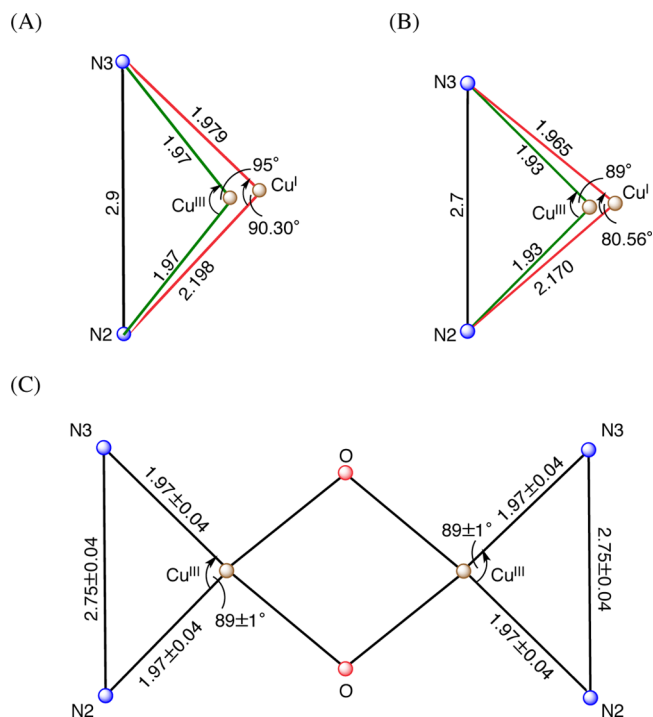 (A)
(B)
N3
1.979
1.97
95°
Cu^I
Cu^III
90.30°
2.9
1.97
2.198
N2
N3
1.965
1.93
89°
Cu^I
Cu^III
80.56°
2.7
1.93
2.170
N2
(C)
N3
O
N3
1.97±0.04
1.97±0.04
89±1°
2.75±0.04
Cu^III
Cu^III
2.75±0.04
89±1°
1.97±0.04
1.97±0.04
N2
O
N2